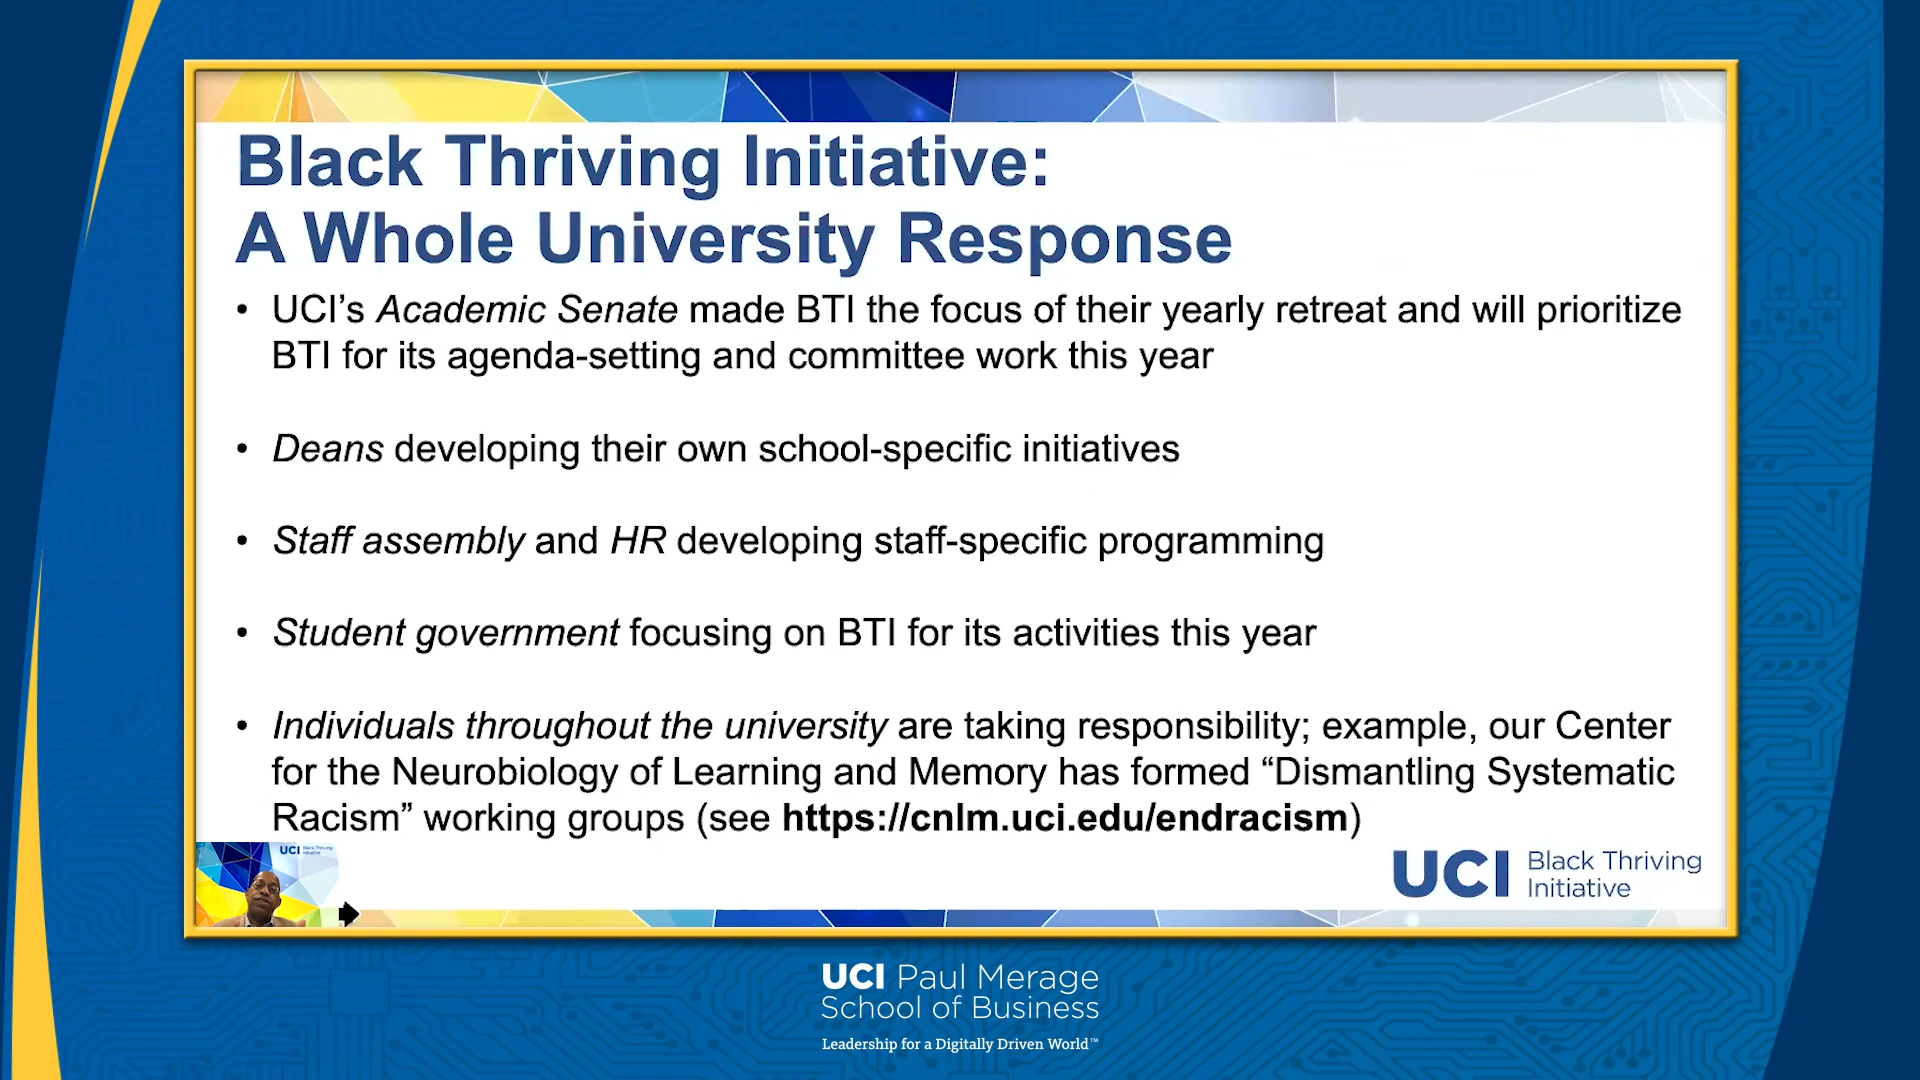 Black Thriving Initiative:
A Whole University Response
• UCI’s Academic Senate made BTI the focus of their yearly retreat and will prioritize
BTI for its agenda-setting and committee work this year
• Deans developing their own school-specific initiatives
• Staff assembly and HR developing staff-specific programming
• Student government focusing on BTI for its activities this year
• Individuals throughout the university are taking responsibility; example, our Center
for the Neurobiology of Learning and Memory has formed “Dismantling Systematic
Racism” working groups (see https://cnlm.uci.edu/endracism)
UCI Black Thriving
Initiative
UCI Black Thriving
Initiative
UCI Paul Merage
School of Business
Leadership for a Digitally Driven World™